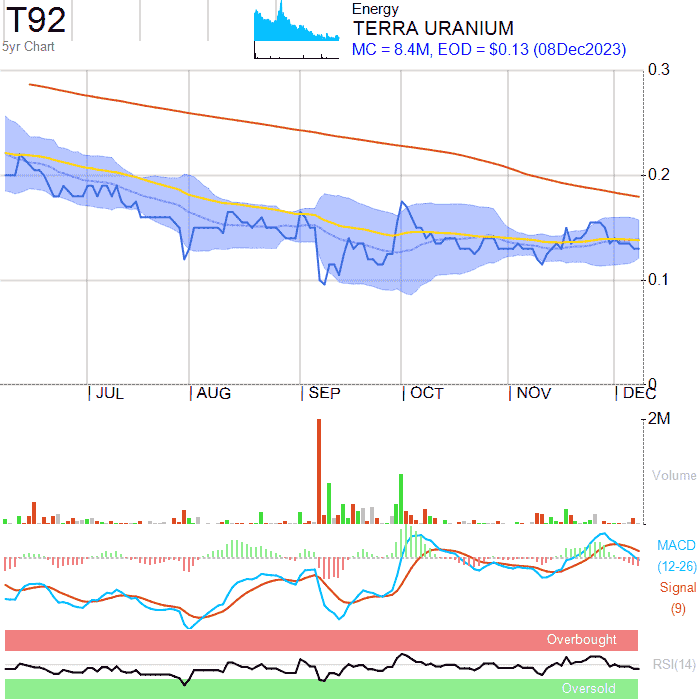 T92
5yr Chart
Energy
TERRA URANIUM
MC = 8.4M, EOD = $0.13 (08Dec2023)
0.3
0.2
0.1
0
JUL AUG SEP OCT NOV DEC
2M
Volume
MACD
(12-26)
Signal
(9)
Overbought
RSI(14)
Oversold